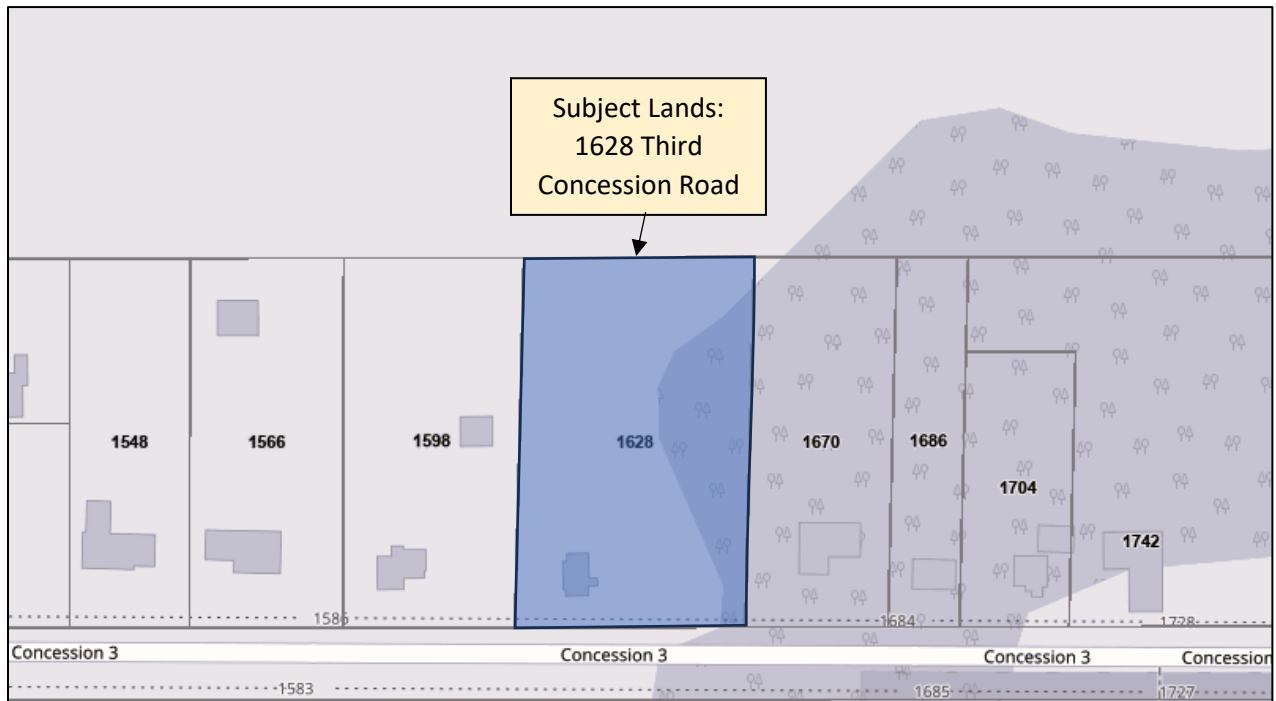 Subject Lands:
1628 Third
Concession Road
1548
1566
1598
1628
1670
1686
1704
1742
1586
1684
1728
Concession 3
Concession 3
Concession 3
Concession
1583
1685
1727